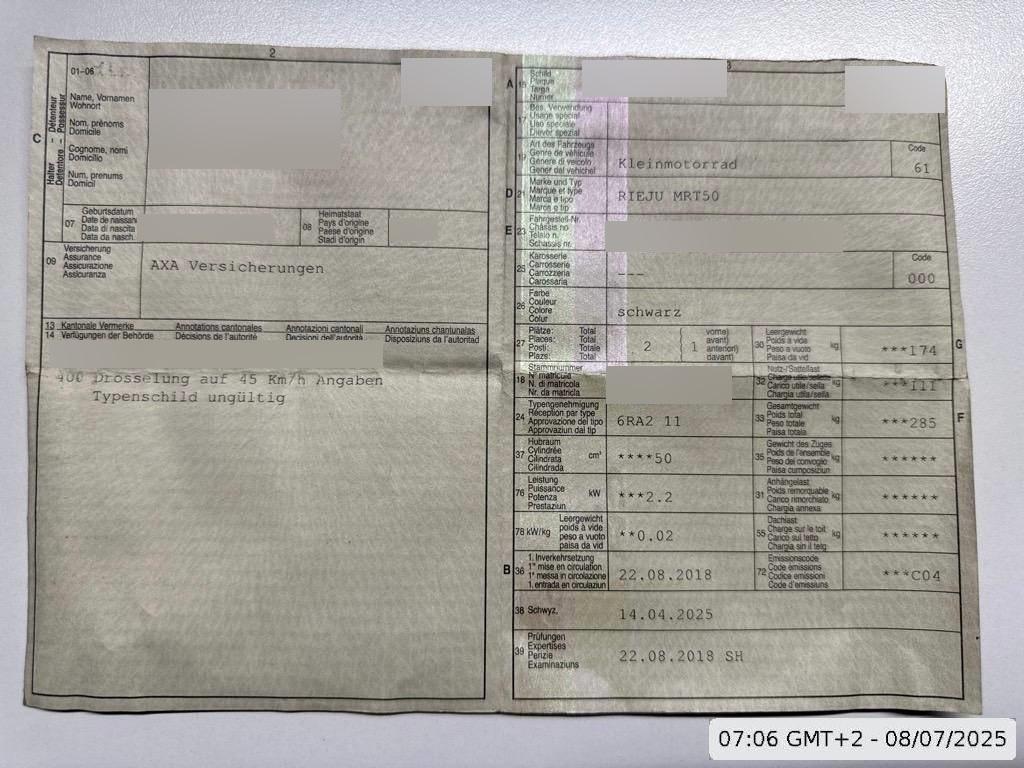 2
01-06
C
Halter – Détenteur
Detentore – Possessur
Name, Vornamen
Wohnort
Nom, prénoms
Domicile
Cognome, nomi
Domicilio
Num, prenums
Domicil
07
Geburtsdatum
Date de naissan
Data di nascita
Data da nasch.
08
Heimatstaat
Pays d'origine
Paese d'origine
Stadi d'origin
09
Versicherung
Assurance
Assicurazione
Assicuranza
AXA Versicherungen
13 Kantonale Vermerke Annotations cantonales Annotazioni cantonali Annotaziuns chantunalas
14 Verfügungen der Behörde Décisions de l'autorité Decisioni dell'autorità Disposiziuns da l'autoritad
400 Drosselung auf 45 Km/h Angaben
Typenschild ungültig
3
A 15
Schild
Plaque
Targa
Numer
17
Bes. Verwendung
Usage spécial
Uso speciale
Diever spezial
D
19
Art des Fahrzeugs
Genre de véhicule
Genere di veicolo
Gener dal vehichel
Kleinmotorrad
Code
61
21
Marke und Typ
Marque et type
Marca e tipo
Marca e tip
RIEJU MRT50
E 23
Fahrgestell-Nr.
Châssis no
Telaio n.
Schassis nr.
25
Karosserie
Carrosserie
Carrozzeria
Carossaria
---
Code
000
26
Farbe
Couleur
Colore
Colur
schwarz
27
Plätze: Total
Places: Total
Posti: Totale
Plazs: Total
2
1
vorne)
avant)
anteriori)
davant)
30
Leergewicht
Poids à vide
Peso a vuoto
Paisa da vid
kg
***174
G
18
Stammnummer
N° matricule
N. di matricola
Nr. da matricla
32
Nutz-/Sattellast
Charge utile/sellette
Carico utile/sella
Chargia utila/sella
kg
***111
24
Typengenehmigung
Réception par type
Approvazione del tipo
Approvaziun dal tip
6RA2 11
33
Gesamtgewicht
Poids total
Peso totale
Paisa totala
kg
***285
F
37
Hubraum
Cylindrée
Cilindrata
Cilindrada
cm³
****50
35
Gewicht des Zuges
Poids de l'ensemble
Peso del convoglio
Paisa cumposiziun
kg
******
76
Leistung
Puissance
Potenza
Prestaziun
kW
***2.2
31
Anhängelast
Poids remorquable
Carico rimorchiato
Chargia annexa
kg
******
78 kW/kg
Leergewicht
poids à vide
peso a vuoto
paisa da vid
**0.02
55
Dachlast
Charge sur le toit
Carico sul tetto
Chargia sin il tetg
kg
******
B 36
1. Inverkehrsetzung
1re mise en circulation
1a messa in circolazione
1. entrada en circulaziun
22.08.2018
72
Emissionscode
Code émissions
Codice emissioni
Code d'emissiuns
***C04
38 Schwyz,
14.04.2025
39
Prüfungen
Expertises
Perizie
Examinaziuns
22.08.2018 SH
07:06 GMT+2 - 08/07/2025